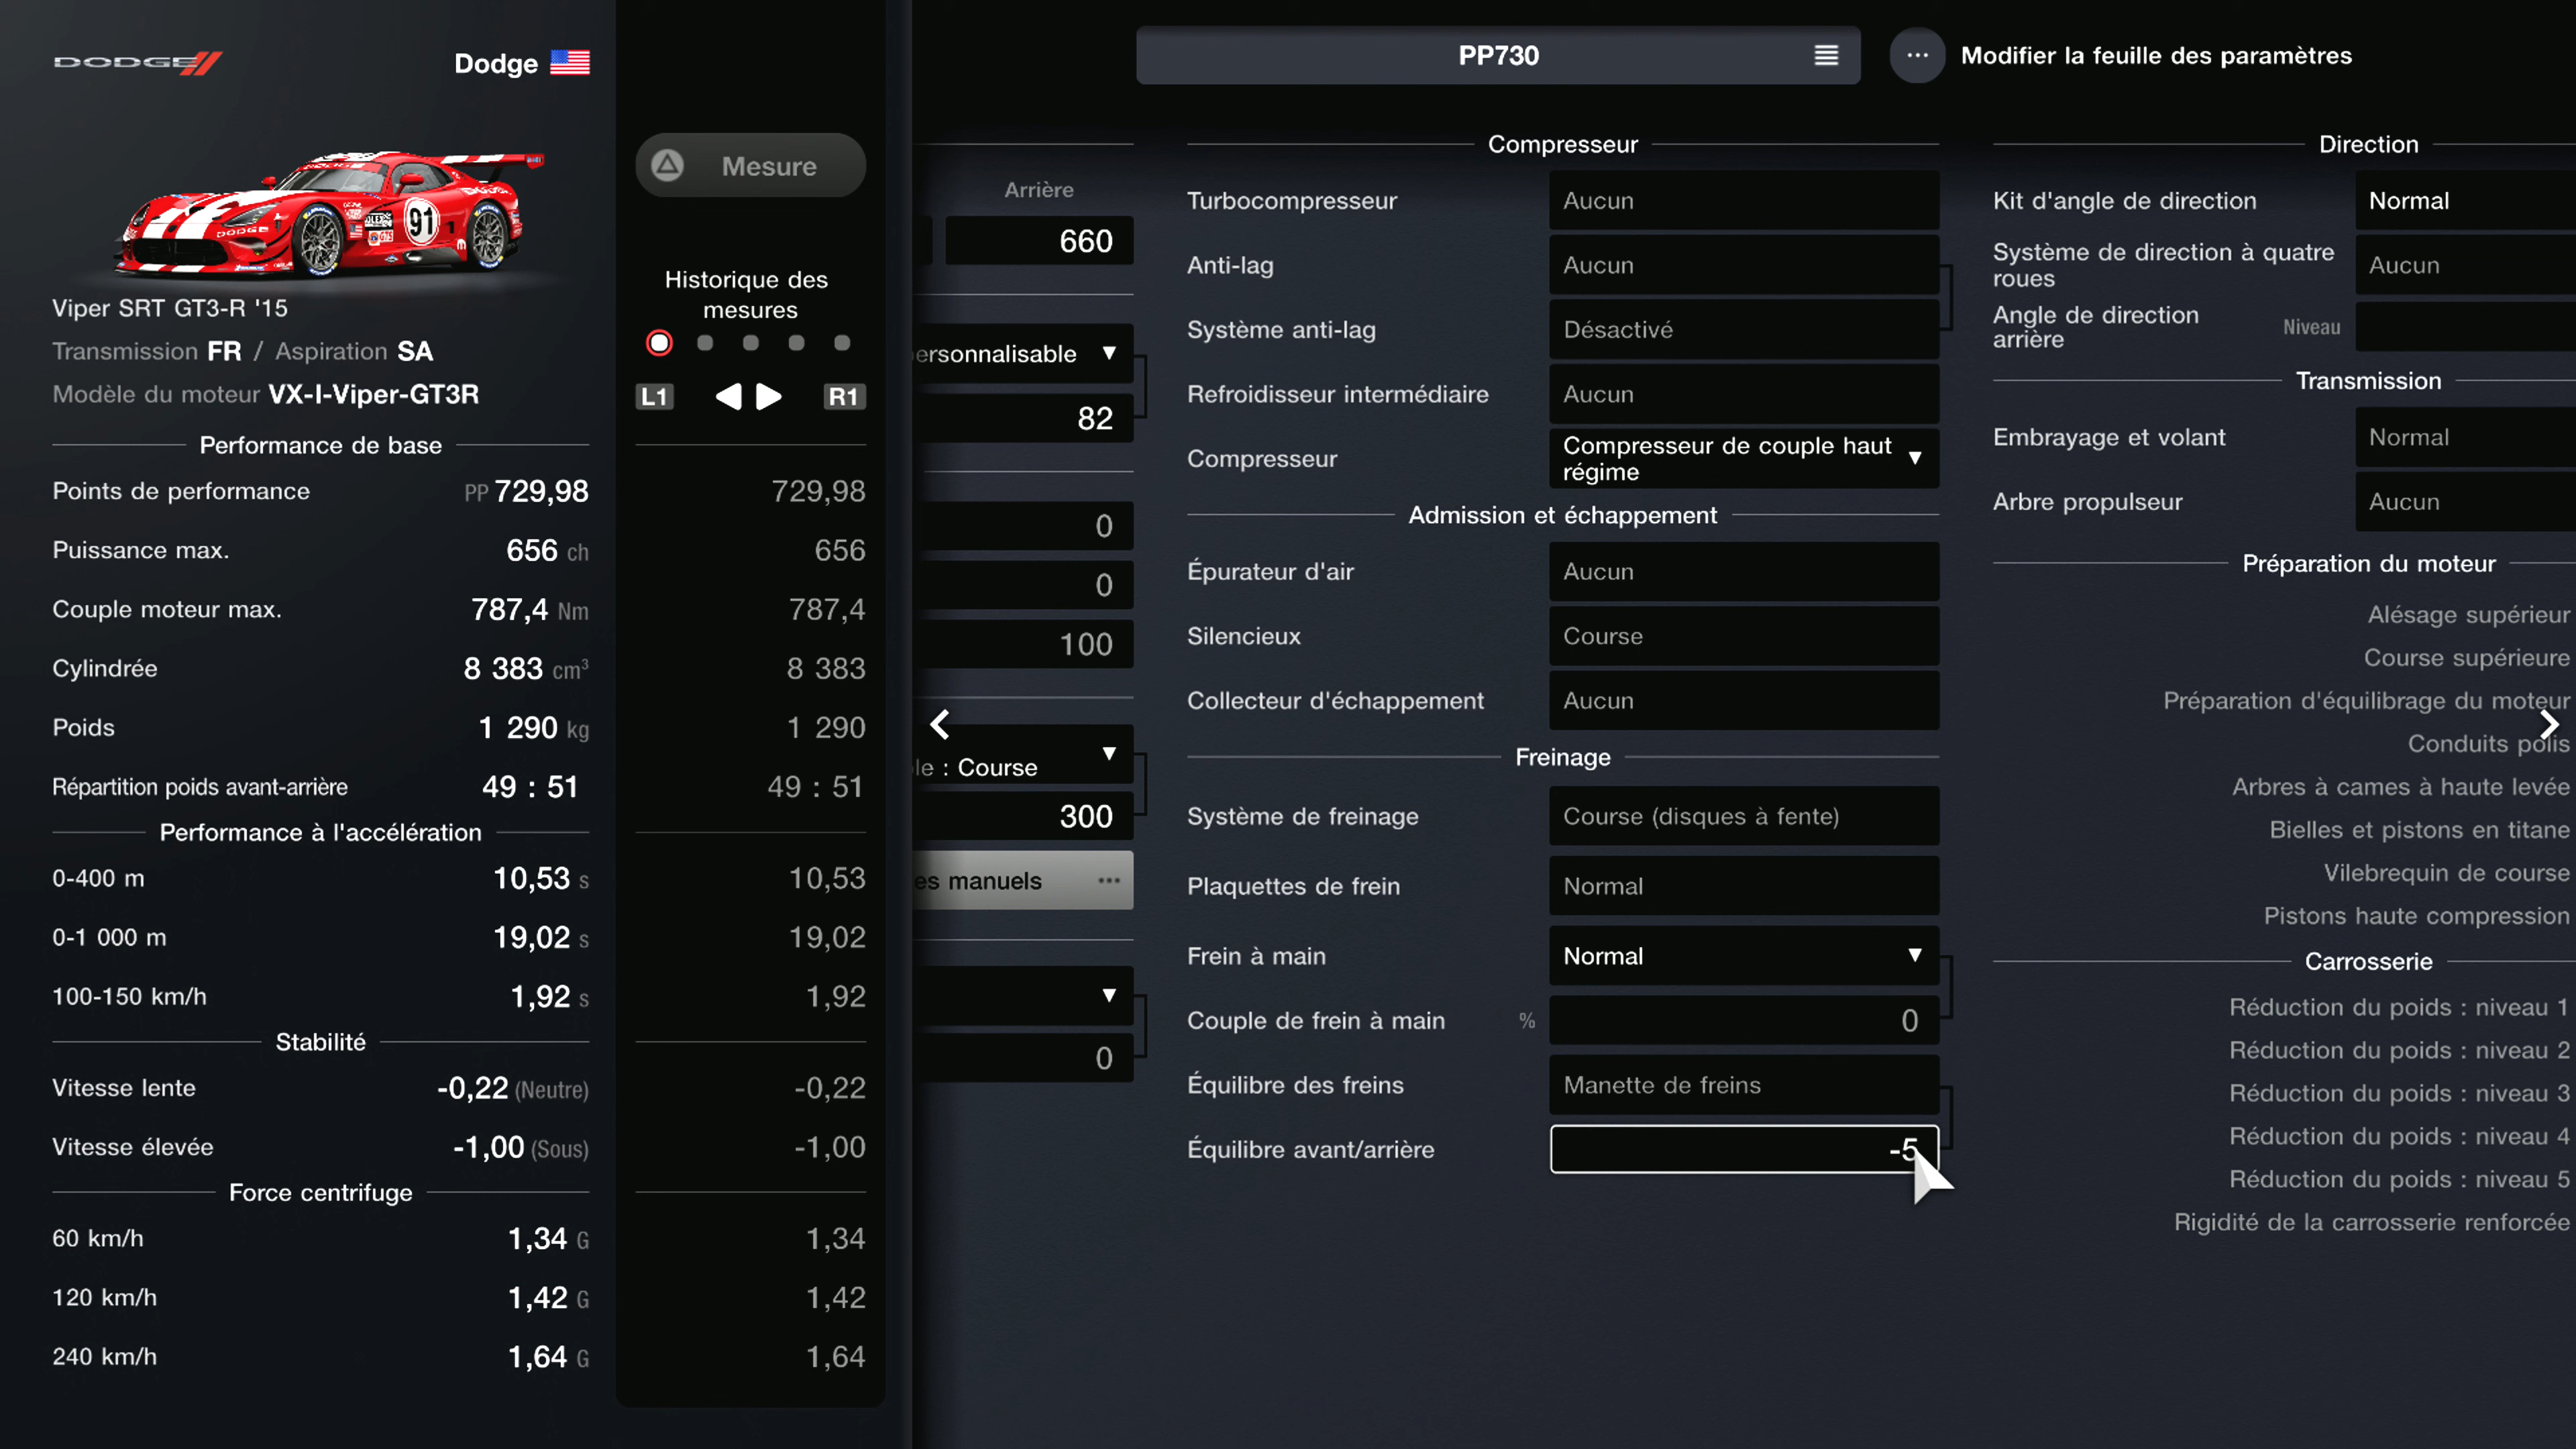 DODGE
Dodge
Viper SRT GT3-R '15
Transmission FR / Aspiration SA
Modèle du moteur VX-I-Viper-GT3R
Performance de base
Points de performance PP 729,98
Puissance max. 656 ch
Couple moteur max. 787,4 Nm
Cylindrée 8 383 cm³
Poids 1 290 kg
Répartition poids avant-arrière 49 : 51
Performance à l'accélération
0-400 m 10,53 s
0-1 000 m 19,02 s
100-150 km/h 1,92 s
Stabilité
Vitesse lente -0,22 (Neutre)
Vitesse élevée -1,00 (Sous)
Force centrifuge
60 km/h 1,34 G
120 km/h 1,42 G
240 km/h 1,64 G
Mesure
Historique des
mesures
L1 R1
729,98
656
787,4
8 383
1 290
49 : 51
10,53
19,02
1,92
-0,22
-1,00
1,34
1,42
1,64
PP730
Modifier la feuille des paramètres
Arrière
660
ersonnalisable
82
0
0
100
le : Course
300
es manuels ...
0
Compresseur
Turbocompresseur Aucun
Anti-lag Aucun
Système anti-lag Désactivé
Refroidisseur intermédiaire Aucun
Compresseur Compresseur de couple haut
régime
Admission et échappement
Épurateur d'air Aucun
Silencieux Course
Collecteur d'échappement Aucun
Freinage
Système de freinage Course (disques à fente)
Plaquettes de frein Normal
Frein à main Normal
Couple de frein à main % 0
Équilibre des freins Manette de freins
Équilibre avant/arrière -5
Direction
Kit d'angle de direction Normal
Système de direction à quatre
roues Aucun
Angle de direction
arrière Niveau
Transmission
Embrayage et volant Normal
Arbre propulseur Aucun
Préparation du moteur
Alésage supérieur
Course supérieure
Préparation d'équilibrage du moteur
Conduits polis
Arbres à cames à haute levée
Bielles et pistons en titane
Vilebrequin de course
Pistons haute compression
Carrosserie
Réduction du poids : niveau 1
Réduction du poids : niveau 2
Réduction du poids : niveau 3
Réduction du poids : niveau 4
Réduction du poids : niveau 5
Rigidité de la carrosserie renforcée
91